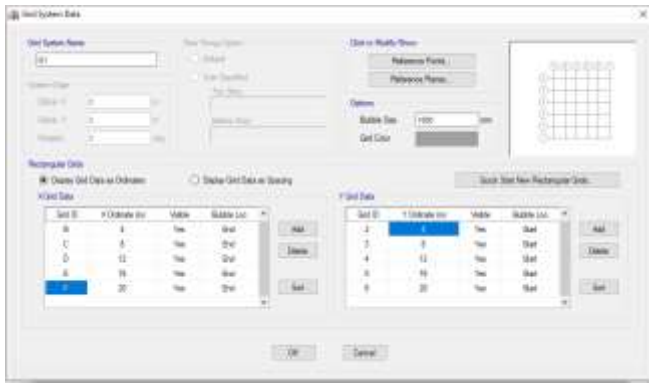 Grid System Data
Grid System Name
G1
Click to Modify/Show:
Reference Points...
Reference Planes...
Options
Bubble Size
mm
Grid Color
Rectangular Grids
Display Grid Data as Ordinates
Display Grid Data as Spacing
Quick Start New Rectangular Grids...
X Grid Data
Y Grid Data
Grid ID X Ordinate (m) Visible Bubble Loc
B 4 Yes End
C 8 Yes End
D 12 Yes End
E 16 Yes End
F 20 Yes End
Add
Delete
Sort
Grid ID Y Ordinate (m) Visible Bubble Loc
2 4 Yes Start
3 8 Yes Start
4 12 Yes Start
5 16 Yes Start
6 20 Yes Start
Add
Delete
Sort
OK
Cancel